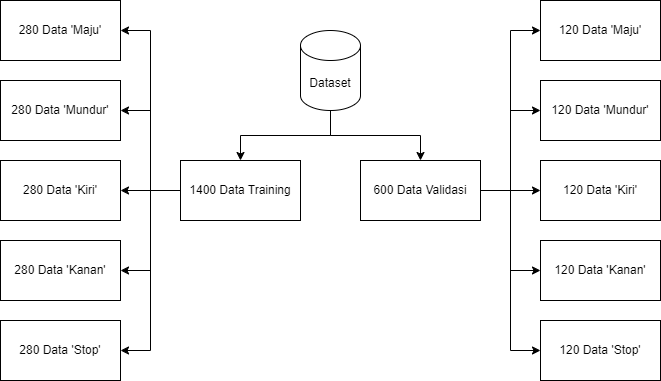 280 Data 'Maju'
120 Data 'Maju'
Dataset
280 Data 'Mundur'
120 Data 'Mundur'
280 Data 'Kiri'
1400 Data Training
600 Data Validasi
120 Data 'Kiri'
280 Data 'Kanan'
120 Data 'Kanan'
280 Data 'Stop'
120 Data 'Stop'